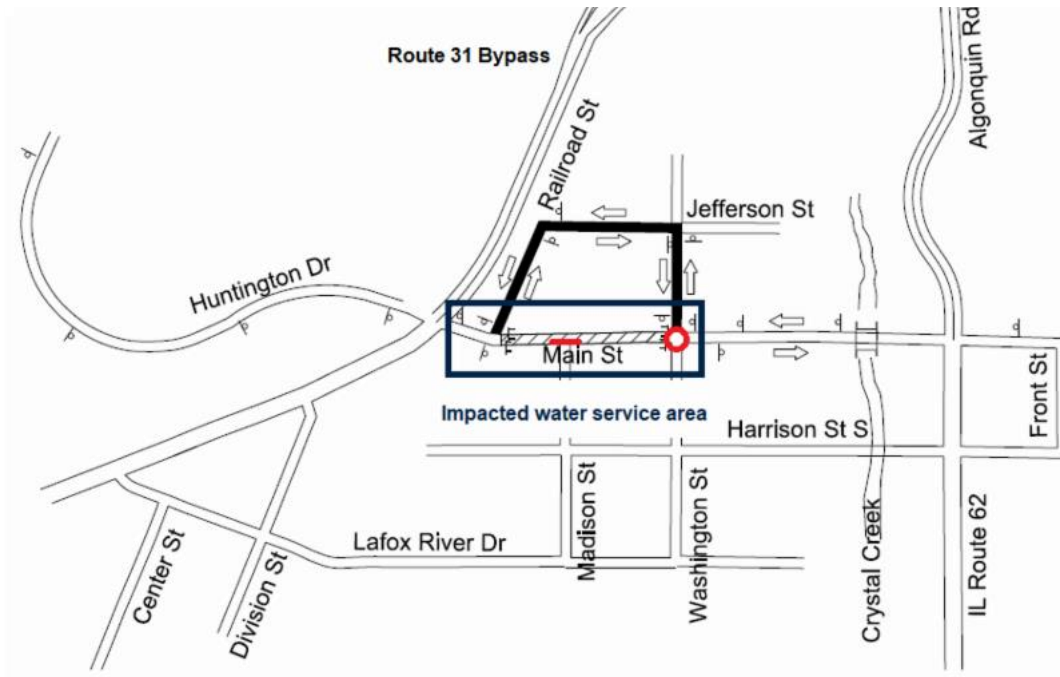 Route 31 Bypass
Algonquin Rd
Railroad St
Jefferson St
Huntington Dr
Main St
Front St
Impacted water service area
Harrison St S
Madison St
Washington St
Lafox River Dr
Crystal Creek
IL Route 62
Center St
Division St